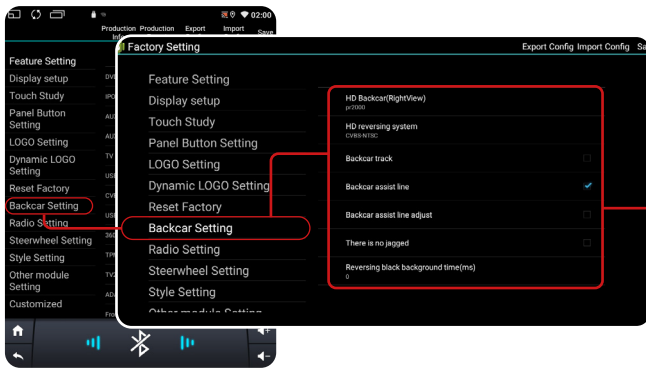 02:00
Production Production Export Import Save
Feature Setting
Display setup
Touch Study
Panel Button
Setting
LOGO Setting
Dynamic LOGO
Setting
Reset Factory
Backcar Setting
Radio Setting
Steerwheel Setting
Style Setting
Other module
Setting
Customized
Factory Setting
Export Config Import Config
Feature Setting
Display setup
Touch Study
Panel Button Setting
LOGO Setting
Dynamic LOGO Setting
Reset Factory
Backcar Setting
Radio Setting
Steerwheel Setting
Style Setting
Other module Setting
HD Backcar(RightView)
pr2000
HD reversing system
CVBS-NTSC
Backcar track
Backcar assist line
Backcar assist line adjust
There is no jagged
Reversing black background time(ms)
0